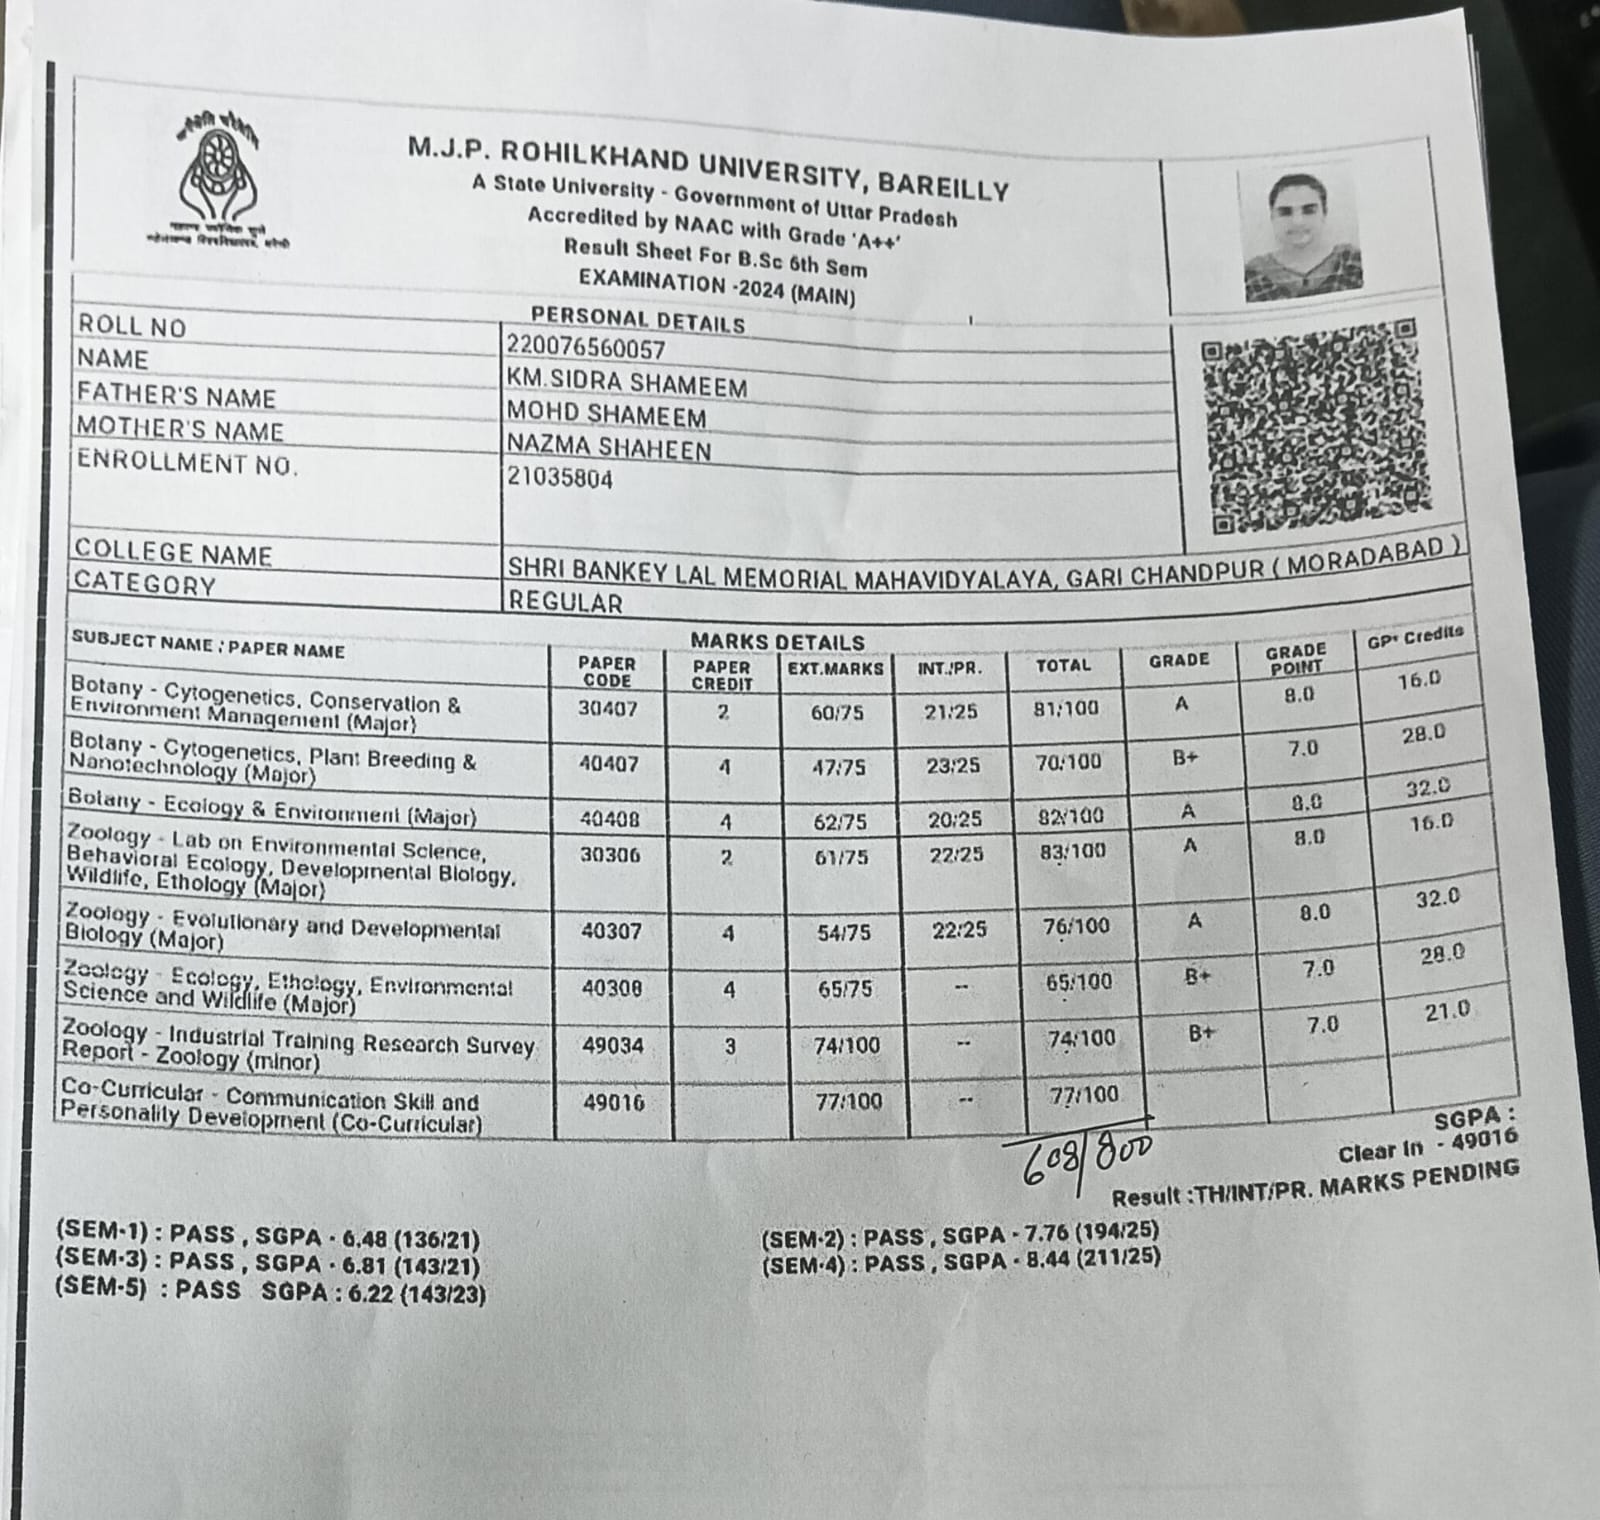 M.J.P. ROHILKHAND UNIVERSITY, BAREILLY
A State University - Government of Uttar Pradesh
Accredited by NAAC with Grade 'A++'
Result Sheet For B.Sc 6th Sem
EXAMINATION -2024 (MAIN)
PERSONAL DETAILS
ROLL NO 220076560057
NAME KM.SIDRA SHAMEEM
FATHER'S NAME MOHD SHAMEEM
MOTHER'S NAME NAZMA SHAHEEN
ENROLLMENT NO. 21035804
COLLEGE NAME SHRI BANKEY LAL MEMORIAL MAHAVIDYALAYA, GARI CHANDPUR ( MORADABAD )
CATEGORY REGULAR
MARKS DETAILS
SUBJECT NAME : PAPER NAME PAPER CODE PAPER CREDIT EXT.MARKS INT./PR. TOTAL GRADE GRADE POINT GP* Credits
Botany - Cytogenetics, Conservation &
Environment Management (Major) 30407 2 60/75 21/25 81/100 A 8.0 16.0
Botany - Cytogenetics, Plant Breeding &
Nanotechnology (Major) 40407 4 47/75 23/25 70/100 B+ 7.0 28.0
Botany - Ecology & Environment (Major) 40408 4 62/75 20/25 82/100 A 8.0 32.0
Zoology - Lab on Environmental Science,
Behavioral Ecology, Developmental Biology,
Wildlife, Ethology (Major) 30306 2 61/75 22/25 83/100 A 8.0 16.0
Zoology - Evolutionary and Developmental
Biology (Major) 40307 4 54/75 22/25 76/100 A 8.0 32.0
Zoology - Ecology, Ethology, Environmental
Science and Wildlife (Major) 40308 4 65/75 -- 65/100 B+ 7.0 28.0
Zoology - Industrial Training Research Survey
Report - Zoology (minor) 49034 3 74/100 -- 74/100 B+ 7.0 21.0
Co-Curricular - Communication Skill and
Personality Development (Co-Curricular) 49016 77/100 -- 77/100
608/800
SGPA :
Clear In - 49016
Result :TH/INT/PR. MARKS PENDING
(SEM-1) : PASS , SGPA - 6.48 (136/21) (SEM-2) : PASS , SGPA - 7.76 (194/25)
(SEM-3) : PASS , SGPA - 6.81 (143/21) (SEM-4) : PASS , SGPA - 8.44 (211/25)
(SEM-5) : PASS SGPA : 6.22 (143/23)